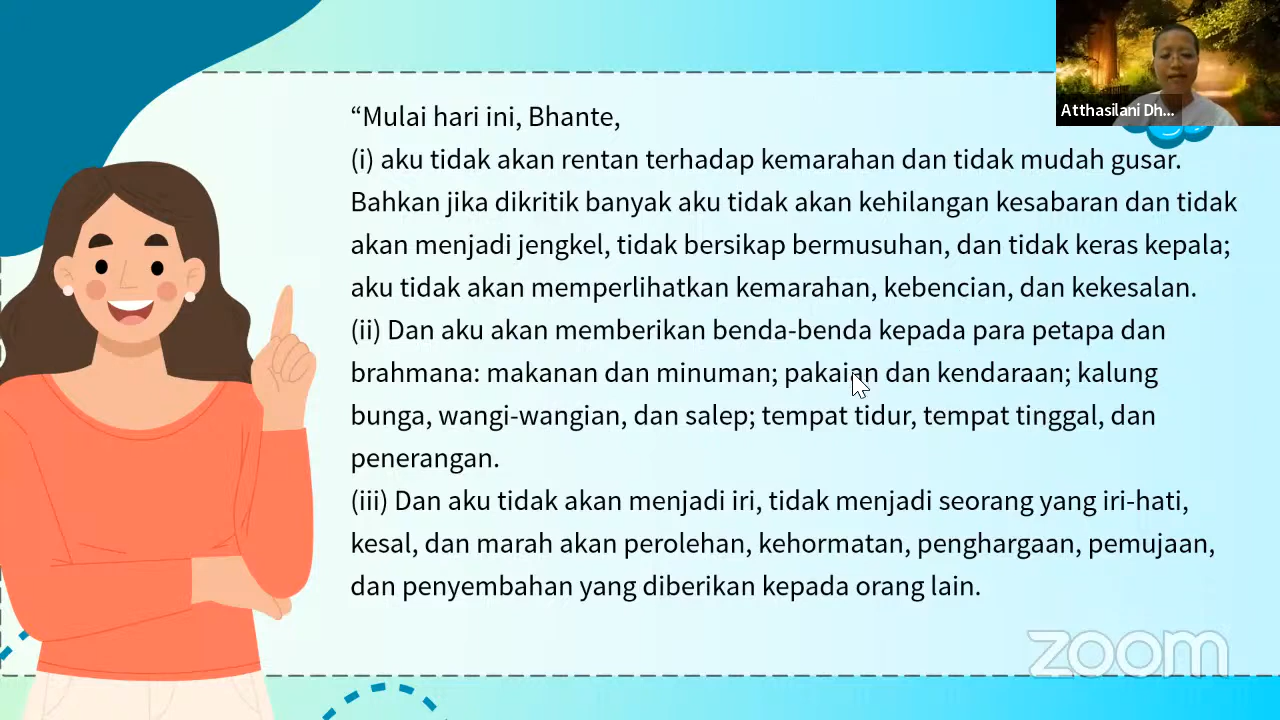 “Mulai hari ini, Bhante,
(i) aku tidak akan rentan terhadap kemarahan dan tidak mudah gusar.
Bahkan jika dikritik banyak aku tidak akan kehilangan kesabaran dan tidak
akan menjadi jengkel, tidak bersikap bermusuhan, dan tidak keras kepala;
aku tidak akan memperlihatkan kemarahan, kebencian, dan kekesalan.
(ii) Dan aku akan memberikan benda-benda kepada para petapa dan
brahmana: makanan dan minuman; pakaian dan kendaraan; kalung
bunga, wangi-wangian, dan salep; tempat tidur, tempat tinggal, dan
penerangan.
(iii) Dan aku tidak akan menjadi iri, tidak menjadi seorang yang iri-hati,
kesal, dan marah akan perolehan, kehormatan, penghargaan, pemujaan,
dan penyembahan yang diberikan kepada orang lain.
Atthasilani Dh...
zoom